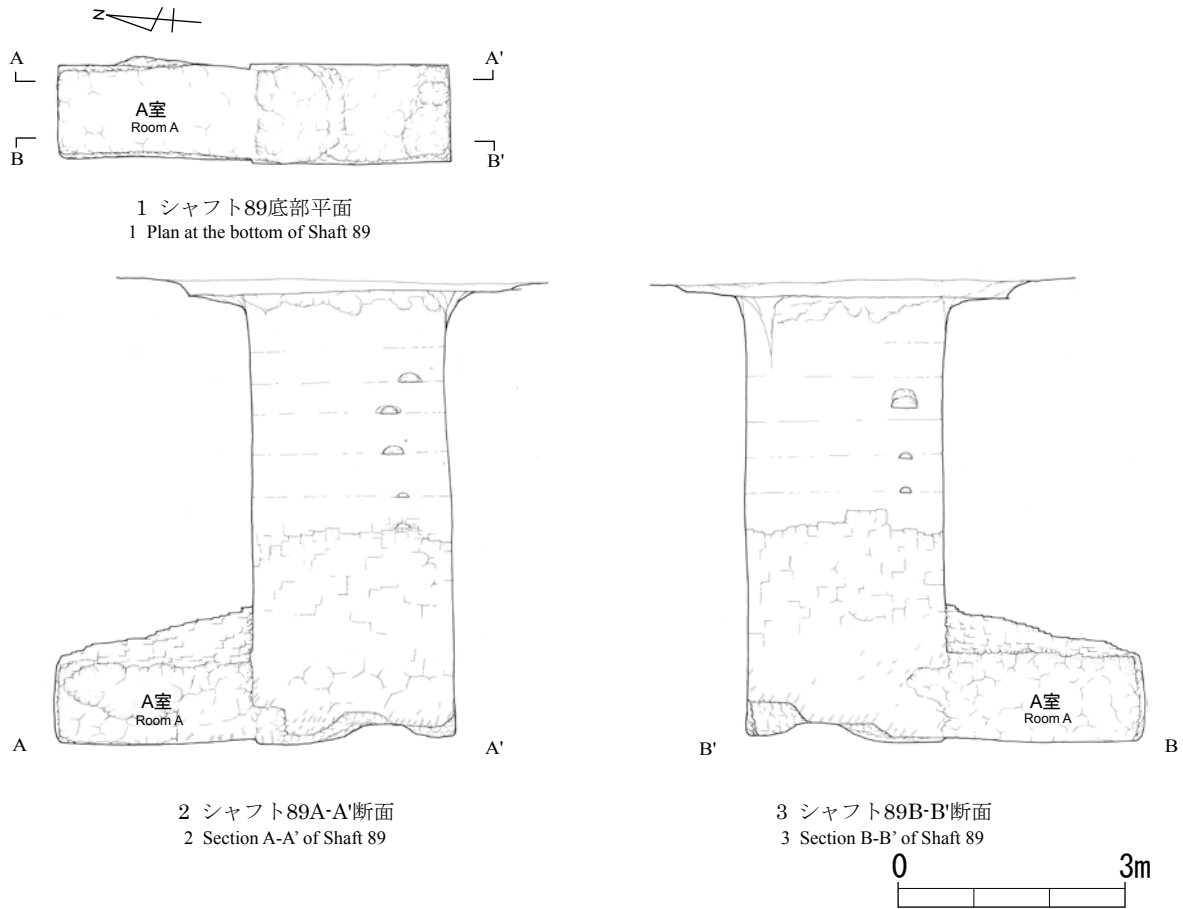 N
A
A'
A室
Room A
B
B'
1 シャフト89底部平面
1 Plan at the bottom of Shaft 89
A室
Room A
A
A'
2 シャフト89A-A'断面
2 Section A-A’ of Shaft 89
A室
Room A
B'
B
3 シャフト89B-B'断面
3 Section B-B’ of Shaft 89
0
3m